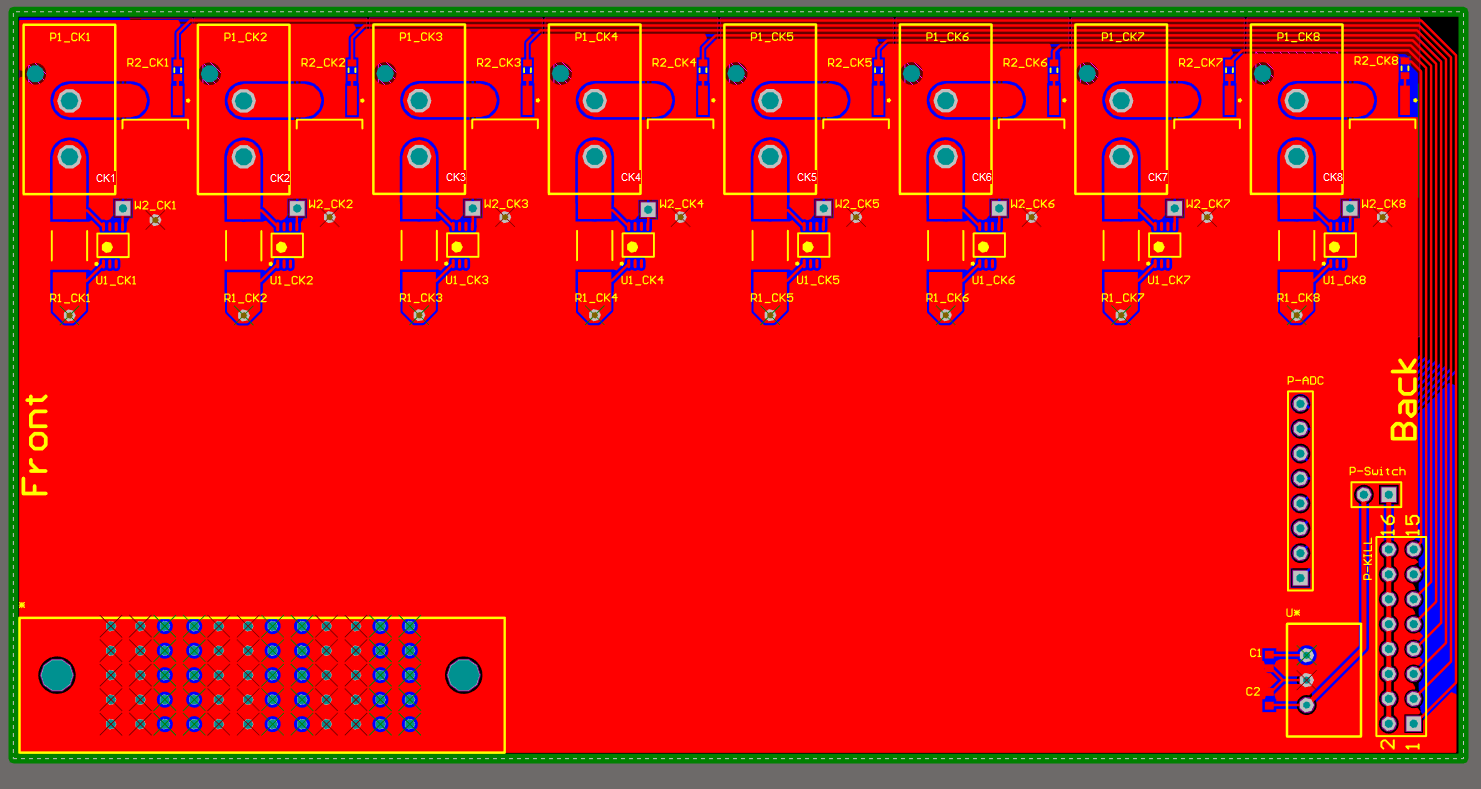 P1_CK1 P1_CK2 P1_CK3 P1_CK4 P1_CK5 P1_CK6 P1_CK7 P1_CK8
R2_CK1 R2_CK2 R2_CK3 R2_CK4 R2_CK5 R2_CK6 R2_CK7 R2_CK8
CK1 CK2 CK3 CK4 CK5 CK6 CK7 CK8
W2_CK1 W2_CK2 W2_CK3 W2_CK4 W2_CK5 W2_CK6 W2_CK7 W2_CK8
U1_CK1 U1_CK2 U1_CK3 U1_CK4 U1_CK5 U1_CK6 U1_CK7 U1_CK8
R1_CK1 R1_CK2 R1_CK3 R1_CK4 R1_CK5 R1_CK6 R1_CK7 R1_CK8
Front
Back
P-ADC
P-Switch
16 15
P-KILL
*
U*
C1
C2
2 1